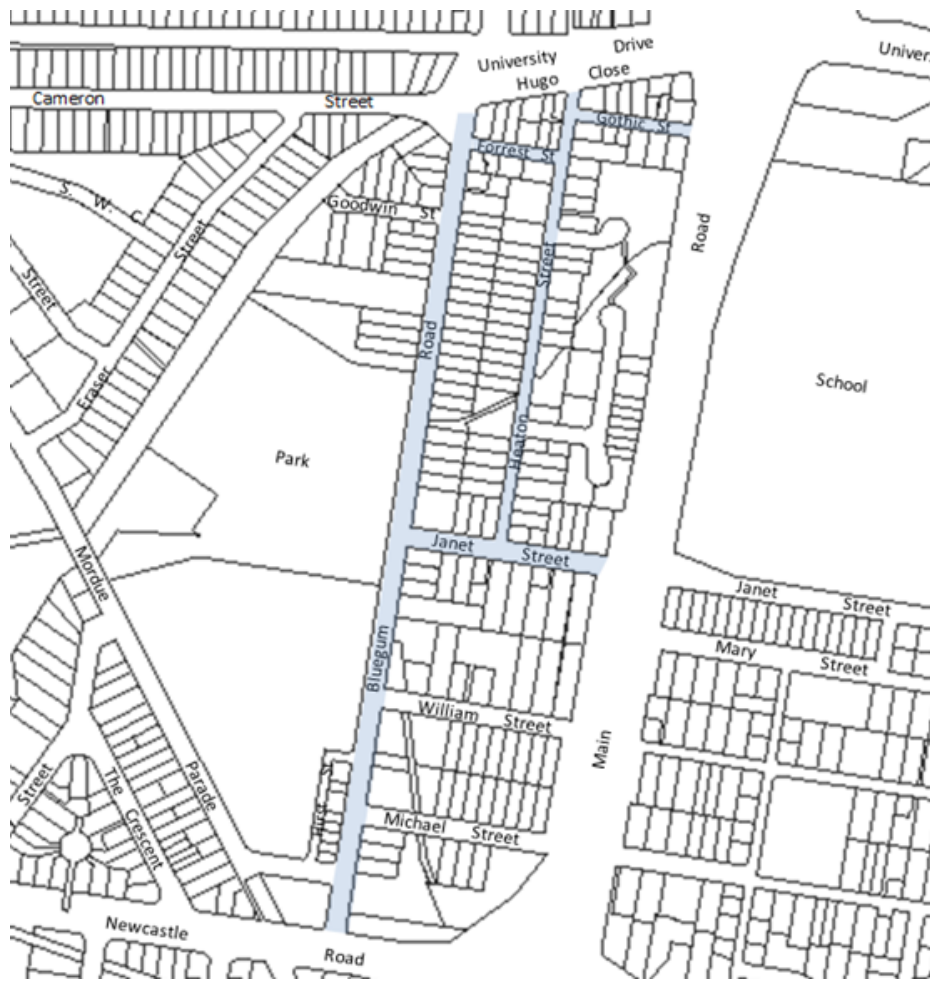 University Drive
Univer
Hugo Close
Cameron Street
Gothic St
Forrest St
S. W. C
Goodwin St
Street
Road
Street
Street
Road
School
Fraser
Heaton
Park
Janet Street
Mordue
Janet Street
Mary Street
Bluegum
William Street
Main
Street
The Crescent
Parade
First St
Michael Street
Newcastle Road